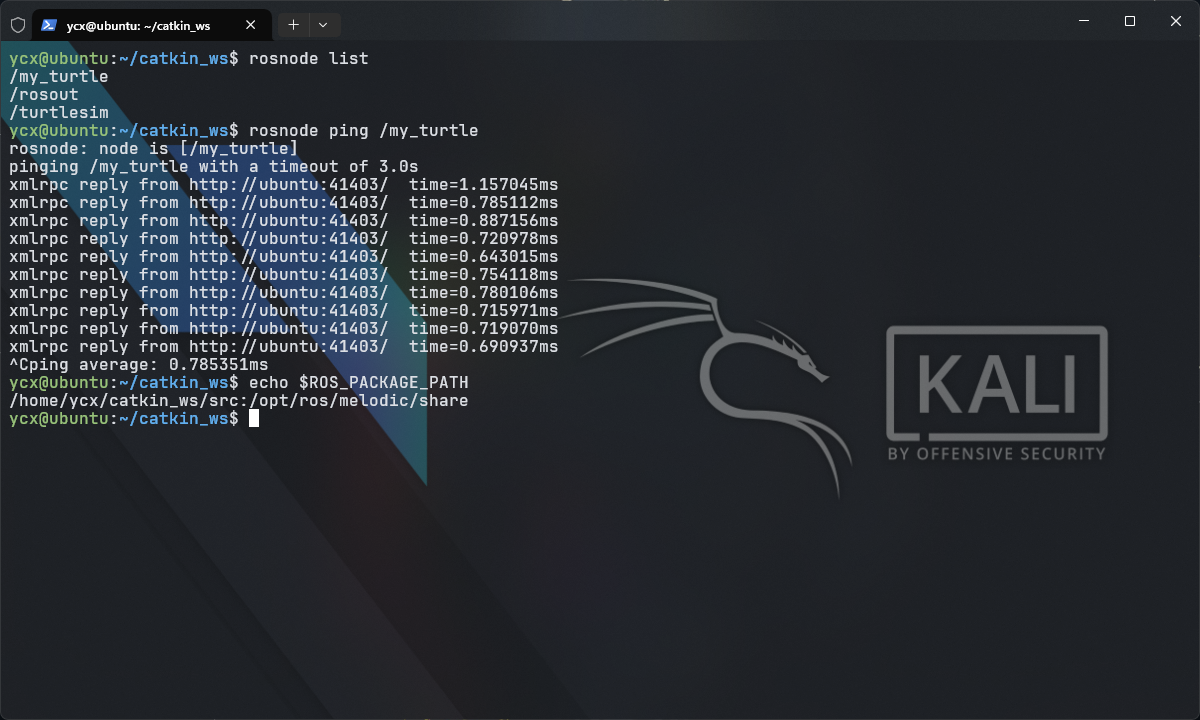 ycx@ubuntu: ~/catkin_ws
ycx@ubuntu:~/catkin_ws$ rosnode list
/my_turtle
/rosout
/turtlesim
ycx@ubuntu:~/catkin_ws$ rosnode ping /my_turtle
rosnode: node is [/my_turtle]
pinging /my_turtle with a timeout of 3.0s
xmlrpc reply from http://ubuntu:41403/  time=1.157045ms
xmlrpc reply from http://ubuntu:41403/  time=0.785112ms
xmlrpc reply from http://ubuntu:41403/  time=0.887156ms
xmlrpc reply from http://ubuntu:41403/  time=0.720978ms
xmlrpc reply from http://ubuntu:41403/  time=0.643015ms
xmlrpc reply from http://ubuntu:41403/  time=0.754118ms
xmlrpc reply from http://ubuntu:41403/  time=0.780106ms
xmlrpc reply from http://ubuntu:41403/  time=0.715971ms
xmlrpc reply from http://ubuntu:41403/  time=0.719070ms
xmlrpc reply from http://ubuntu:41403/  time=0.690937ms
^Cping average: 0.785351ms
ycx@ubuntu:~/catkin_ws$ echo $ROS_PACKAGE_PATH
/home/ycx/catkin_ws/src:/opt/ros/melodic/share
ycx@ubuntu:~/catkin_ws$
KALI
BY OFFENSIVE SECURITY